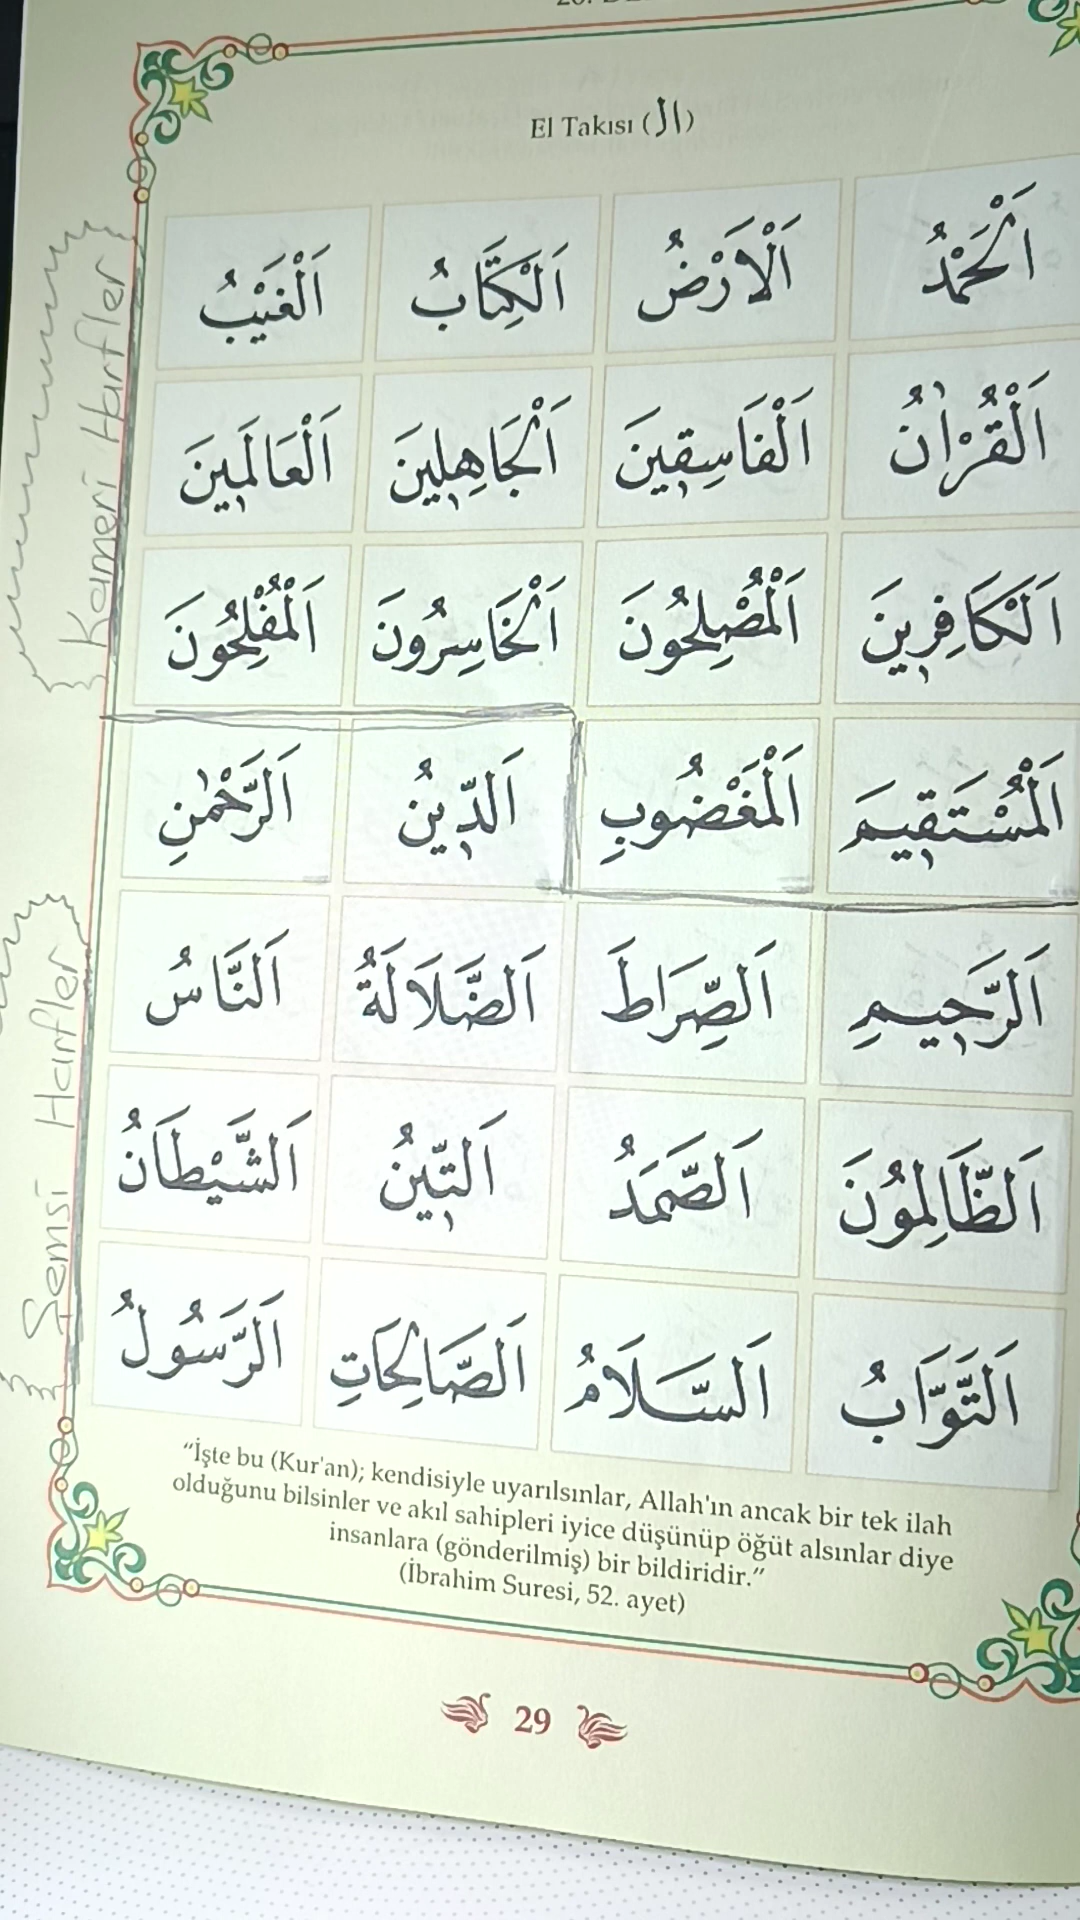 El Takısı (ال)
اَلْحَمْدُ اَلْاَرْضُ اَلْكِتَابُ اَلْغَيْبُ
اَلْقُرْاٰنُ اَلْفَاسِقٖينَ اَلْجَاهِلٖينَ اَلْعَالَمٖينَ
اَلْكَافِرٖينَ اَلْمُصْلِحُونَ اَلْخَاسِرُونَ اَلْمُفْلِحُونَ
اَلْمُسْتَقٖيمَ اَلْمَغْضُوبِ اَلدّٖينُ اَلرَّحْمٰنِ
اَلرَّحٖيمِ اَلصِّرَاطَ اَلضَّلَالَةُ اَلنَّاسُ
اَلظَّالِمُونَ اَلصَّمَدُ اَلتّٖينُ اَلشَّيْطَانُ
اَلتَّوَّابُ اَلسَّلَامُ اَلصَّالِحَاتِ اَلرَّسُولُ
Kameri Harfler
Şemsi Harfler
"İşte bu (Kur'an); kendisiyle uyarılsınlar, Allah'ın ancak bir tek ilah
olduğunu bilsinler ve akıl sahipleri iyice düşünüp öğüt alsınlar diye
insanlara (gönderilmiş) bir bildiridir."
(İbrahim Suresi, 52. ayet)
29